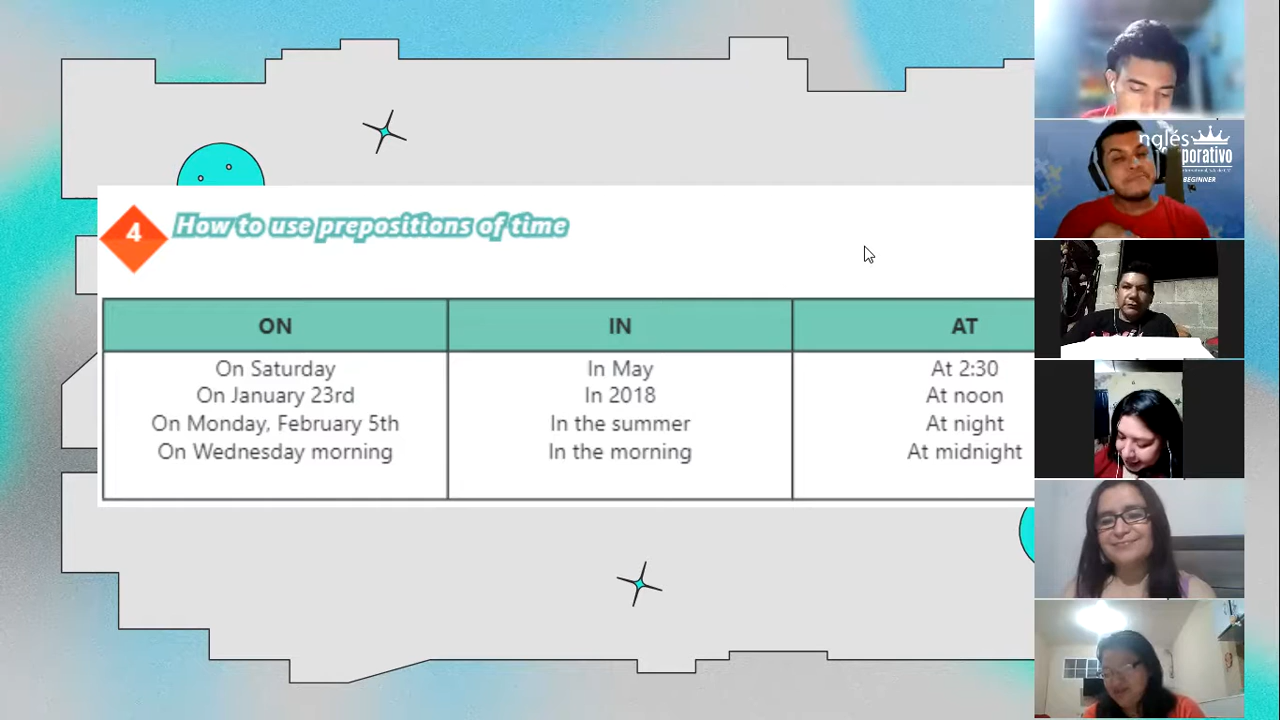 4
How to use prepositions of time
ON
IN
AT
On Saturday
In May
At 2:30
On January 23rd
In 2018
At noon
On Monday, February 5th
In the summer
At night
On Wednesday morning
In the morning
At midnight
nglés
porativo
BEGINNER